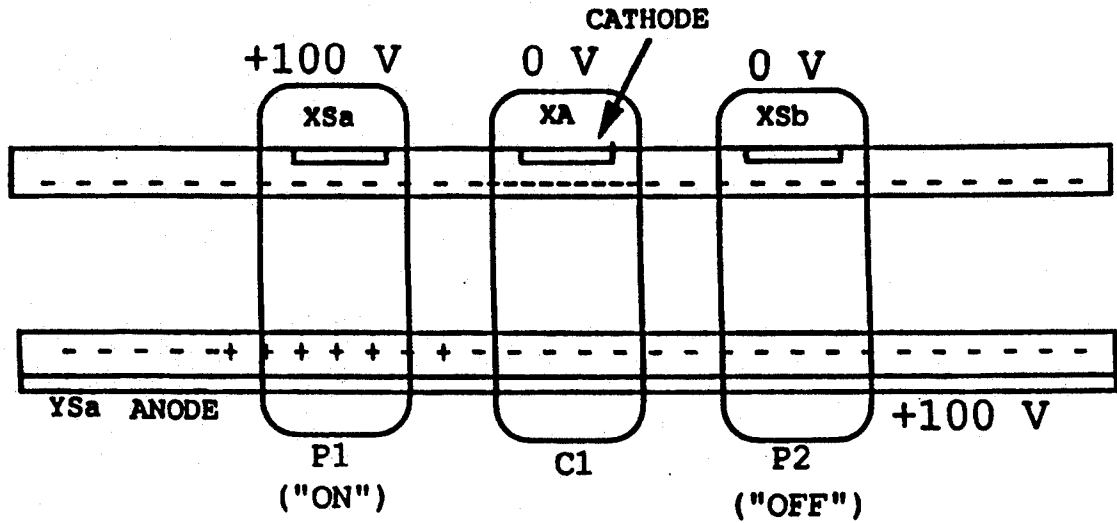 CATHODE
+100 V 0 V 0 V
XSa XA XSb
YSa ANODE +100 V
P1 C1 P2
("ON") ("OFF")